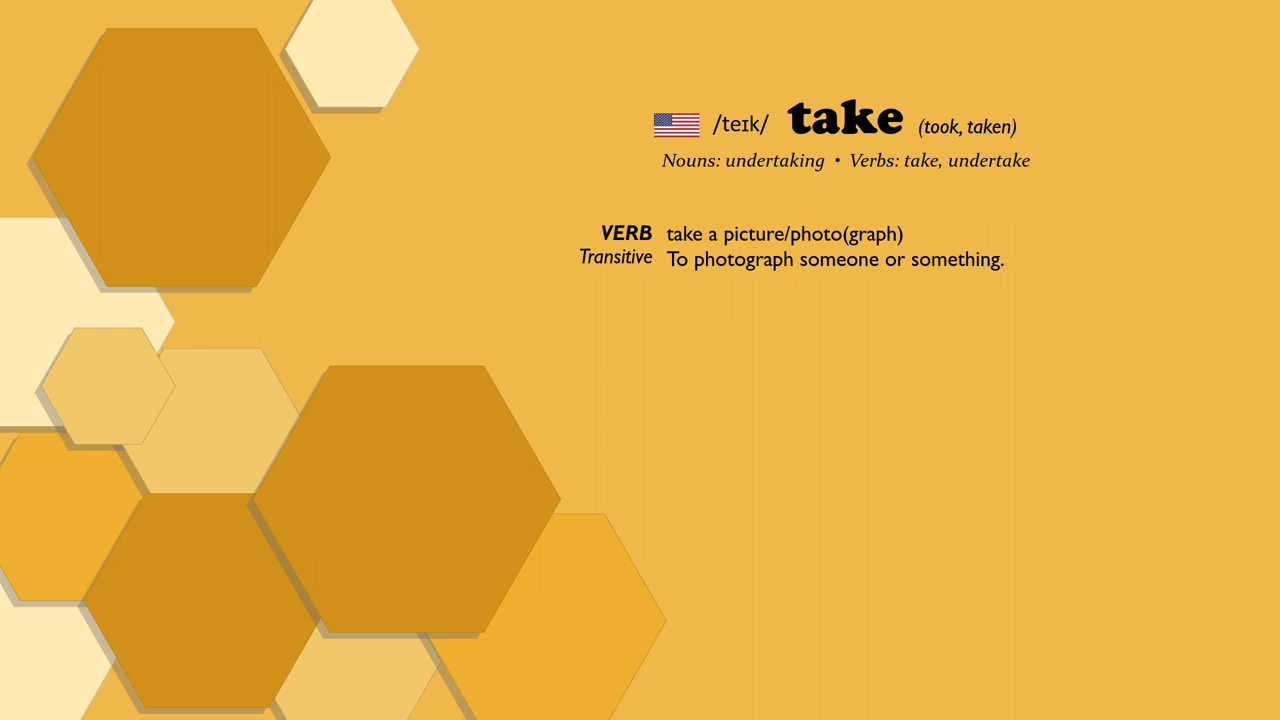 /teɪk/ take (took, taken)
Nouns: undertaking • Verbs: take, undertake
VERB take a picture/photo(graph)
Transitive To photograph someone or something.